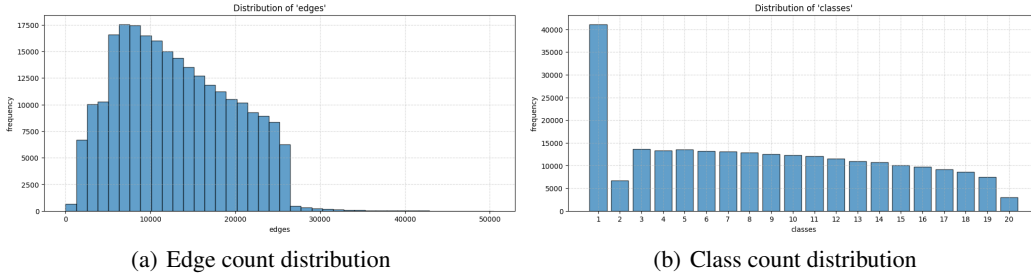 Distribution of 'edges'
17500
15000
12500
10000
7500
5000
2500
0
frequency
0 10000 20000 30000 40000 50000
edges
(a) Edge count distribution
Distribution of 'classes'
40000
35000
30000
25000
20000
15000
10000
5000
0
frequency
1 2 3 4 5 6 7 8 9 10 11 12 13 14 15 16 17 18 19 20
classes
(b) Class count distribution